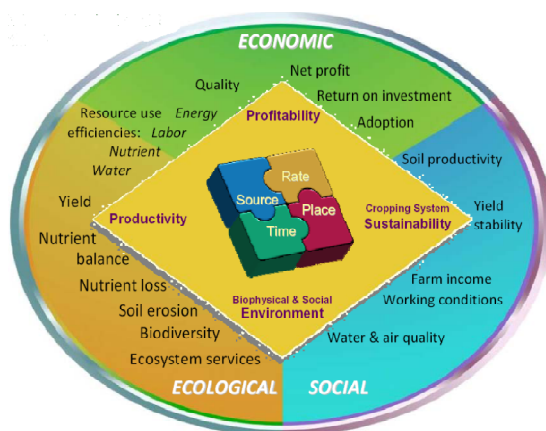 ECONOMIC
Net profit
Quality
Return on investment
Resource use Energy
efficiencies: Labor
Nutrient
Water
Profitability
Adoption
Soil productivity
Rate
Source
Place
Time
Yield
Productivity
Cropping System
Sustainability
Yield
stability
Nutrient
balance
Nutrient loss
Soil erosion
Biodiversity
Ecosystem services
Biophysical & Social
Environment
Farm income
Working conditions
Water & air quality
ECOLOGICAL
SOCIAL